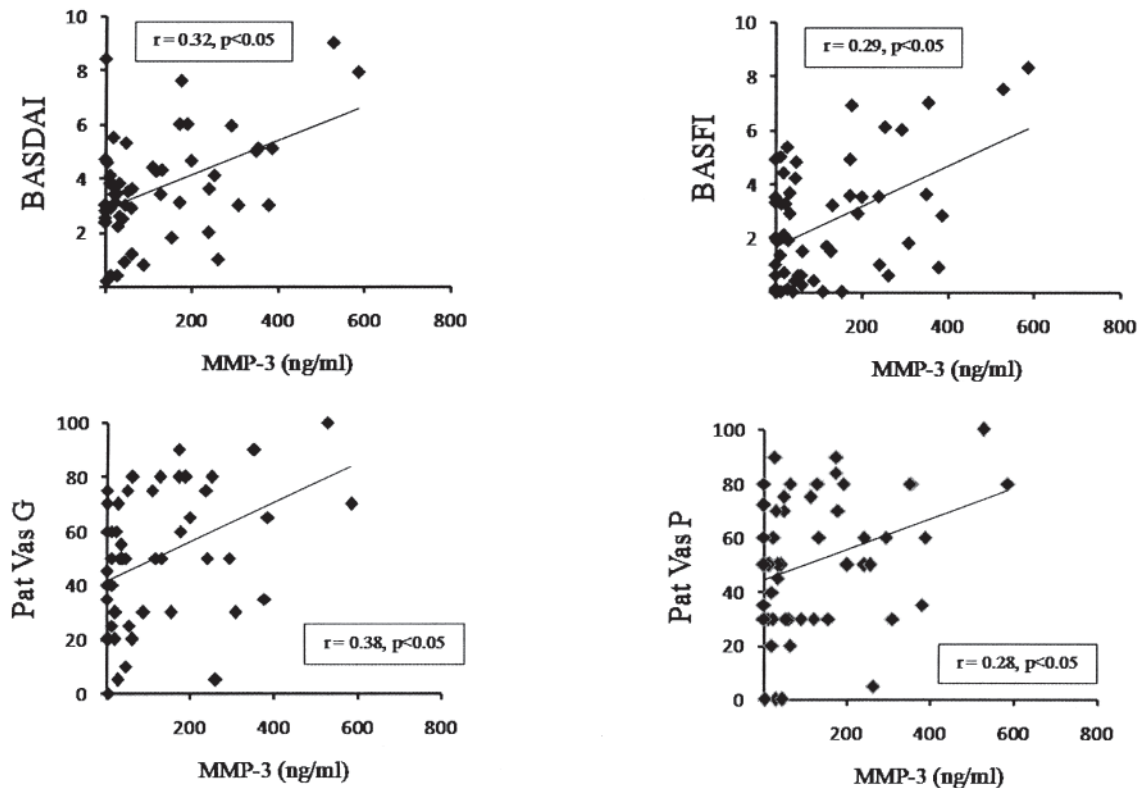 10
r = 0.32, p<0.05
8
6
4
2
BASDAI
200 400 600 800
MMP-3 (ng/ml)
10
r = 0.29, p<0.05
8
6
4
2
BASFI
200 400 600 800
MMP-3 (ng/ml)
100
80
60
40
20
0
Pat Vas G
r = 0.38, p<0.05
0 200 400 600 800
MMP-3 (ng/ml)
100
80
60
40
20
0
Pat Vas P
r = 0.28, p<0.05
200 400 600 800
MMP-3 (ng/ml)